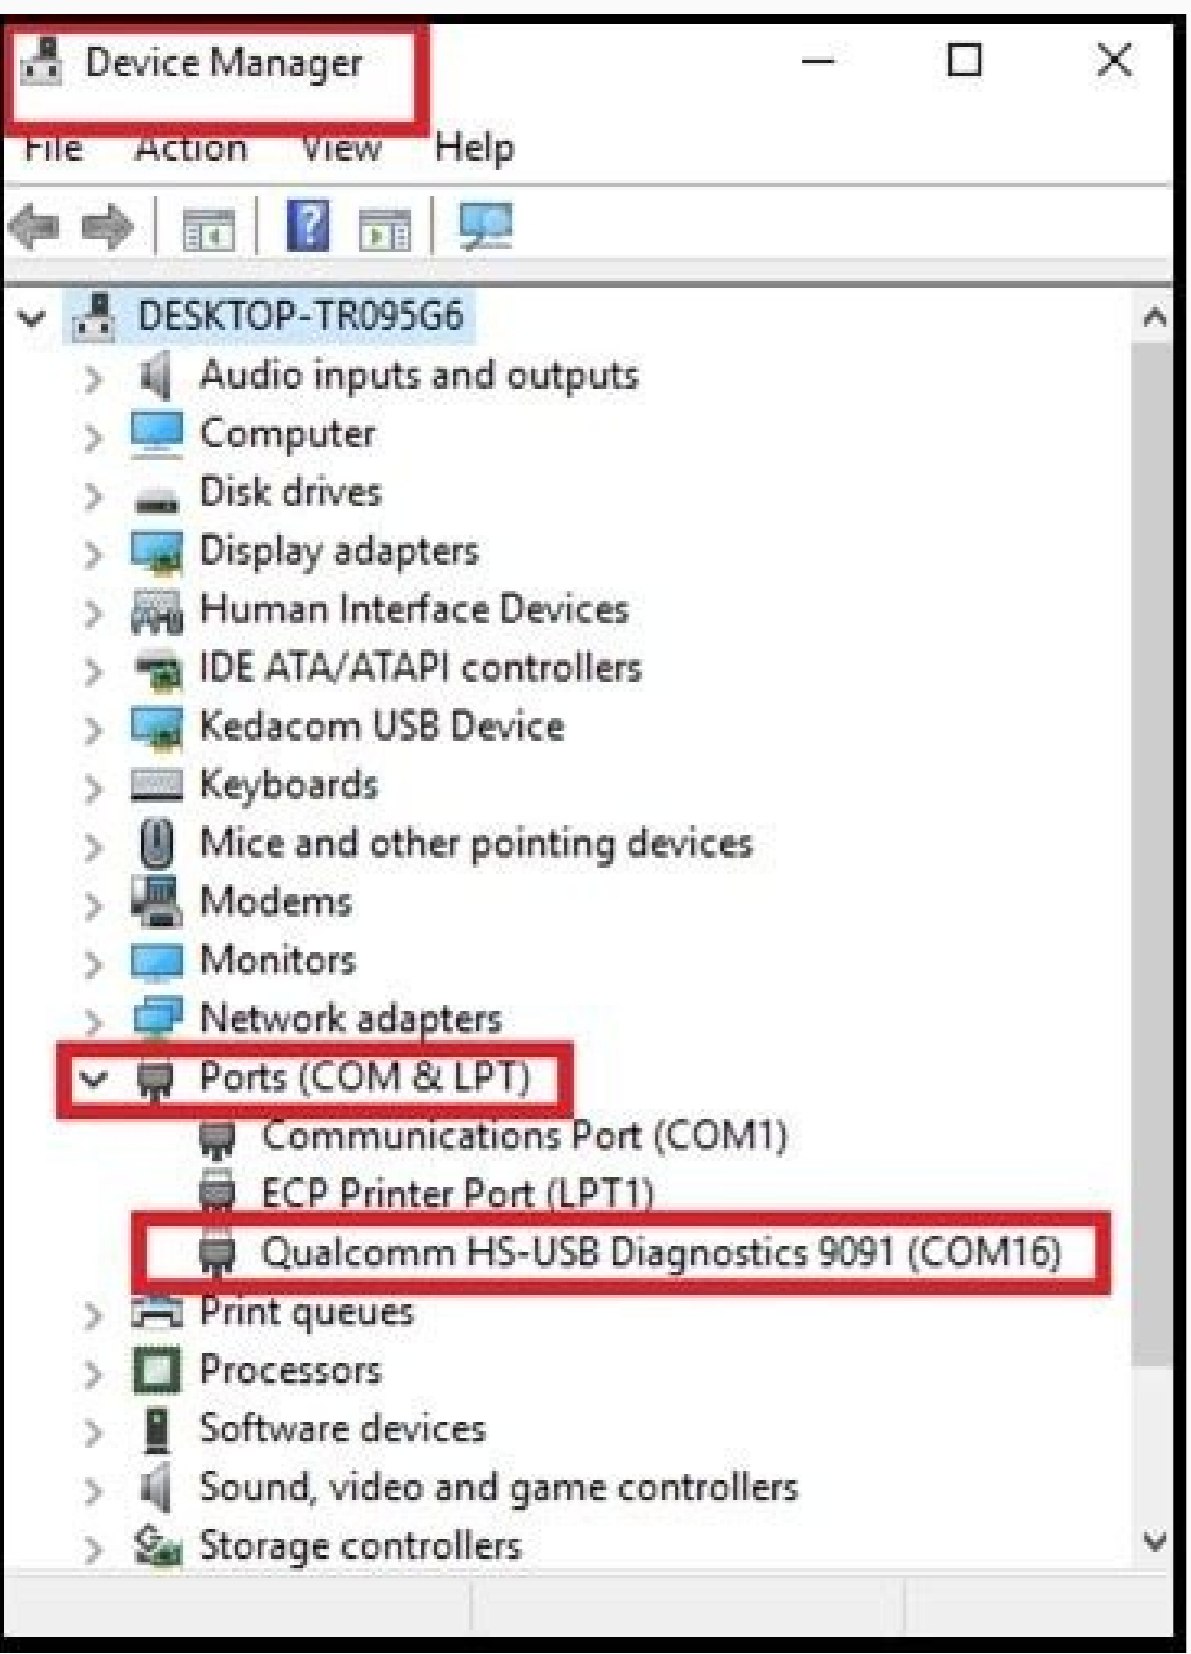 Device Manager
File Action View Help
DESKTOP-TR095G6
Audio inputs and outputs
Computer
Disk drives
Display adapters
Human Interface Devices
IDE ATA/ATAPI controllers
Kedacom USB Device
Keyboards
Mice and other pointing devices
Modems
Monitors
Network adapters
Ports (COM & LPT)
Communications Port (COM1)
ECP Printer Port (LPT1)
Qualcomm HS-USB Diagnostics 9091 (COM16)
Print queues
Processors
Software devices
Sound, video and game controllers
Storage controllers